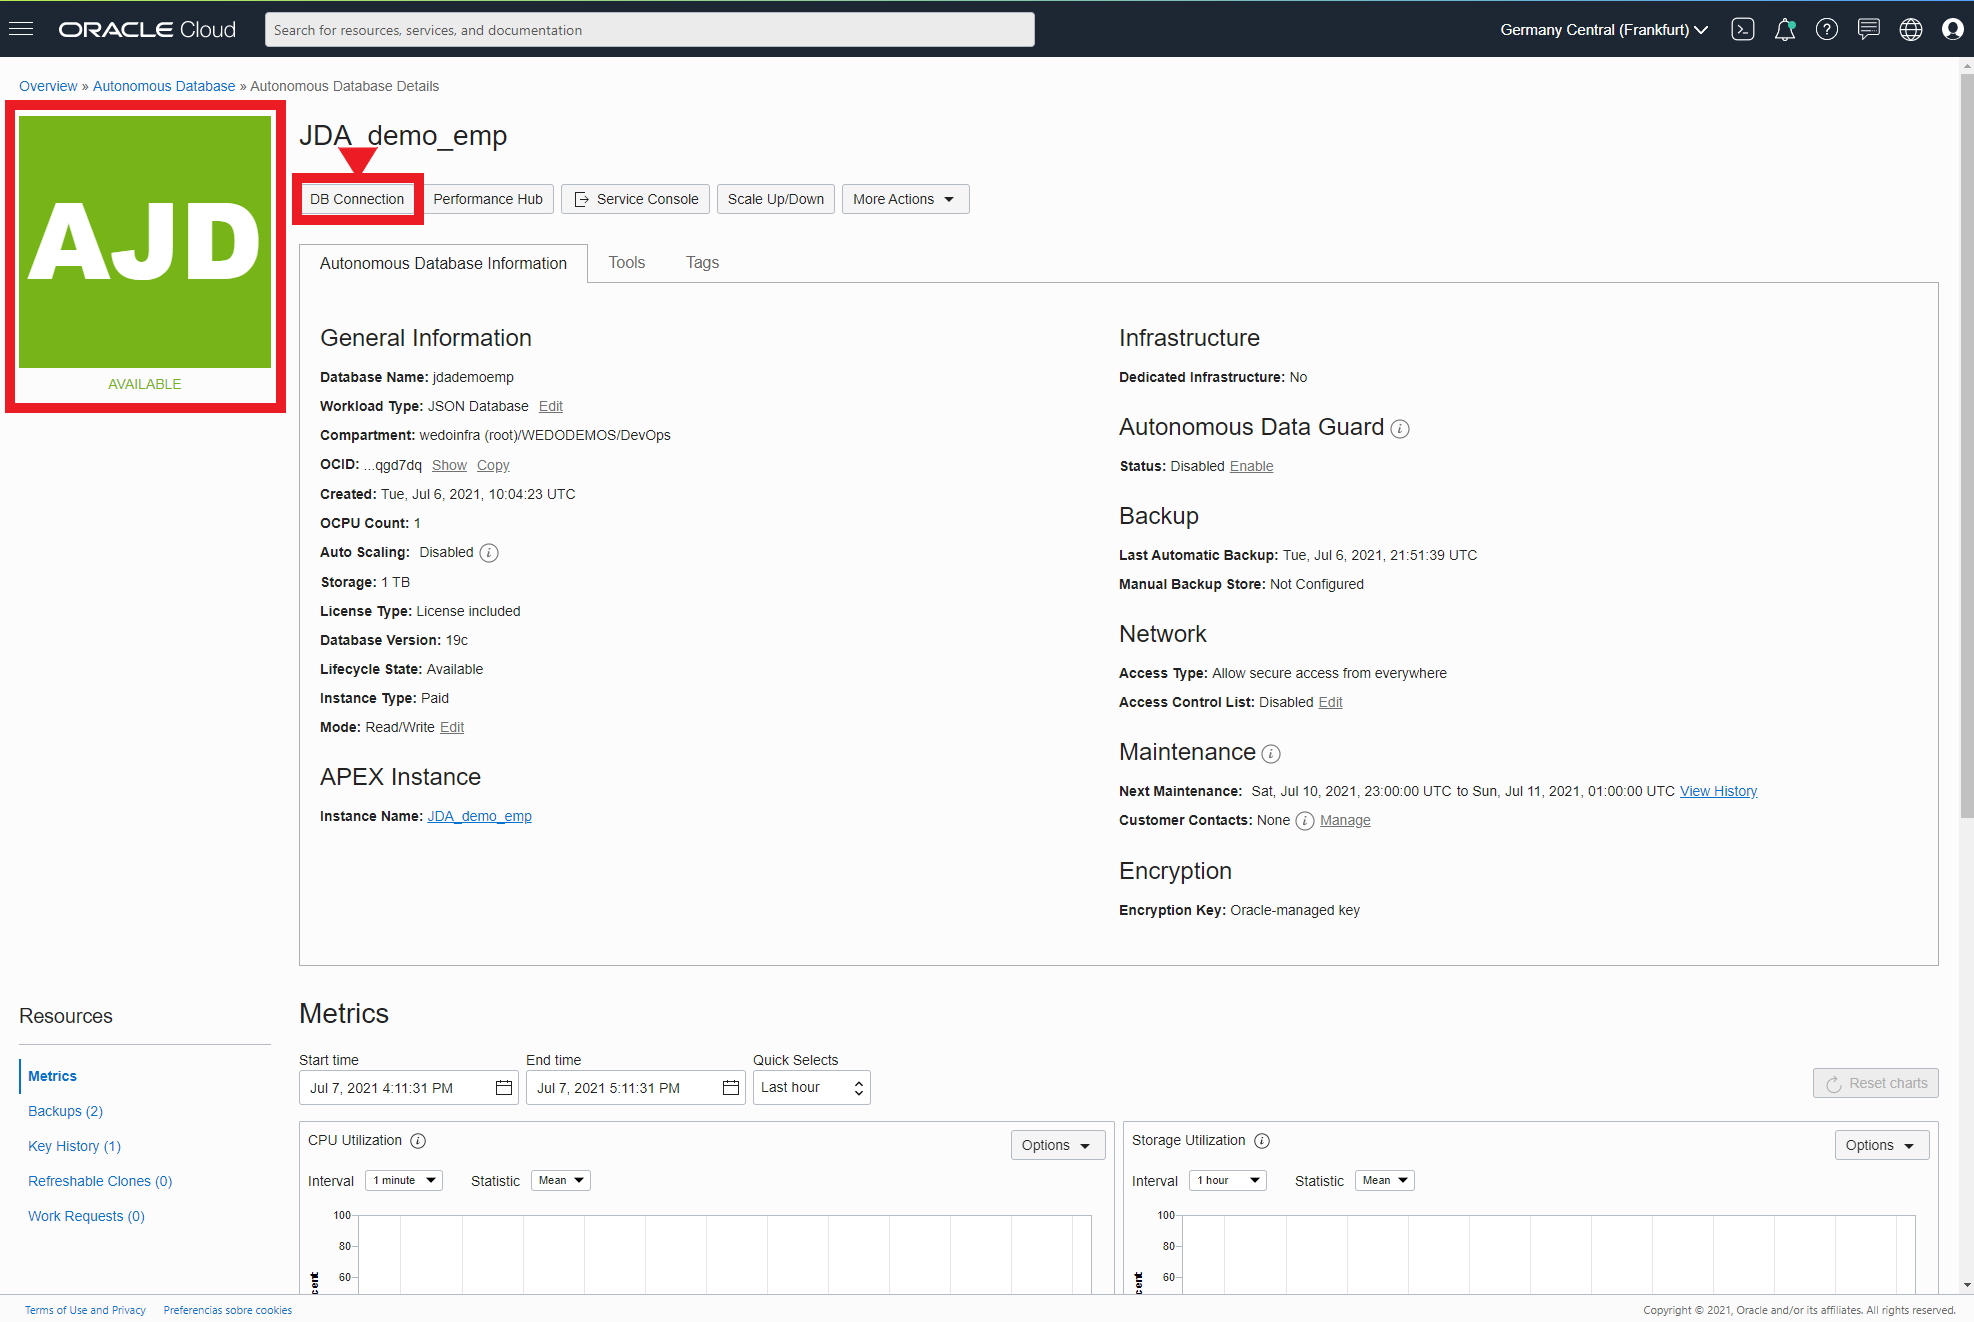 ORACLE Cloud
Search for resources, services, and documentation
Germany Central (Frankfurt)
Overview » Autonomous Database » Autonomous Database Details
AJD
AVAILABLE
JDA_demo_emp
DB Connection
Performance Hub
Service Console
Scale Up/Down
More Actions
Autonomous Database Information
Tools
Tags
General Information
Database Name: jdademoemp
Workload Type: JSON Database Edit
Compartment: wedoinfra (root)/WEDODEMOS/DevOps
OCID: ...qgd7dq Show Copy
Created: Tue, Jul 6, 2021, 10:04:23 UTC
OCPU Count: 1
Auto Scaling: Disabled
Storage: 1 TB
License Type: License included
Database Version: 19c
Lifecycle State: Available
Instance Type: Paid
Mode: Read/Write Edit
APEX Instance
Instance Name: JDA_demo_emp
Infrastructure
Dedicated Infrastructure: No
Autonomous Data Guard
Status: Disabled Enable
Backup
Last Automatic Backup: Tue, Jul 6, 2021, 21:51:39 UTC
Manual Backup Store: Not Configured
Network
Access Type: Allow secure access from everywhere
Access Control List: Disabled Edit
Maintenance
Next Maintenance: Sat, Jul 10, 2021, 23:00:00 UTC to Sun, Jul 11, 2021, 01:00:00 UTC View History
Customer Contacts: None Manage
Encryption
Encryption Key: Oracle-managed key
Resources
Metrics
Backups (2)
Key History (1)
Refreshable Clones (0)
Work Requests (0)
Metrics
Start time
Jul 7, 2021 4:11:31 PM
End time
Jul 7, 2021 5:11:31 PM
Quick Selects
Last hour
Reset charts
CPU Utilization
Options
Interval 1 minute Statistic Mean
100
80
60
Storage Utilization
Options
Interval 1 hour Statistic Mean
100
80
60
Terms of Use and Privacy
Preferencias sobre cookies
Copyright © 2021, Oracle and/or its affiliates. All rights reserved.